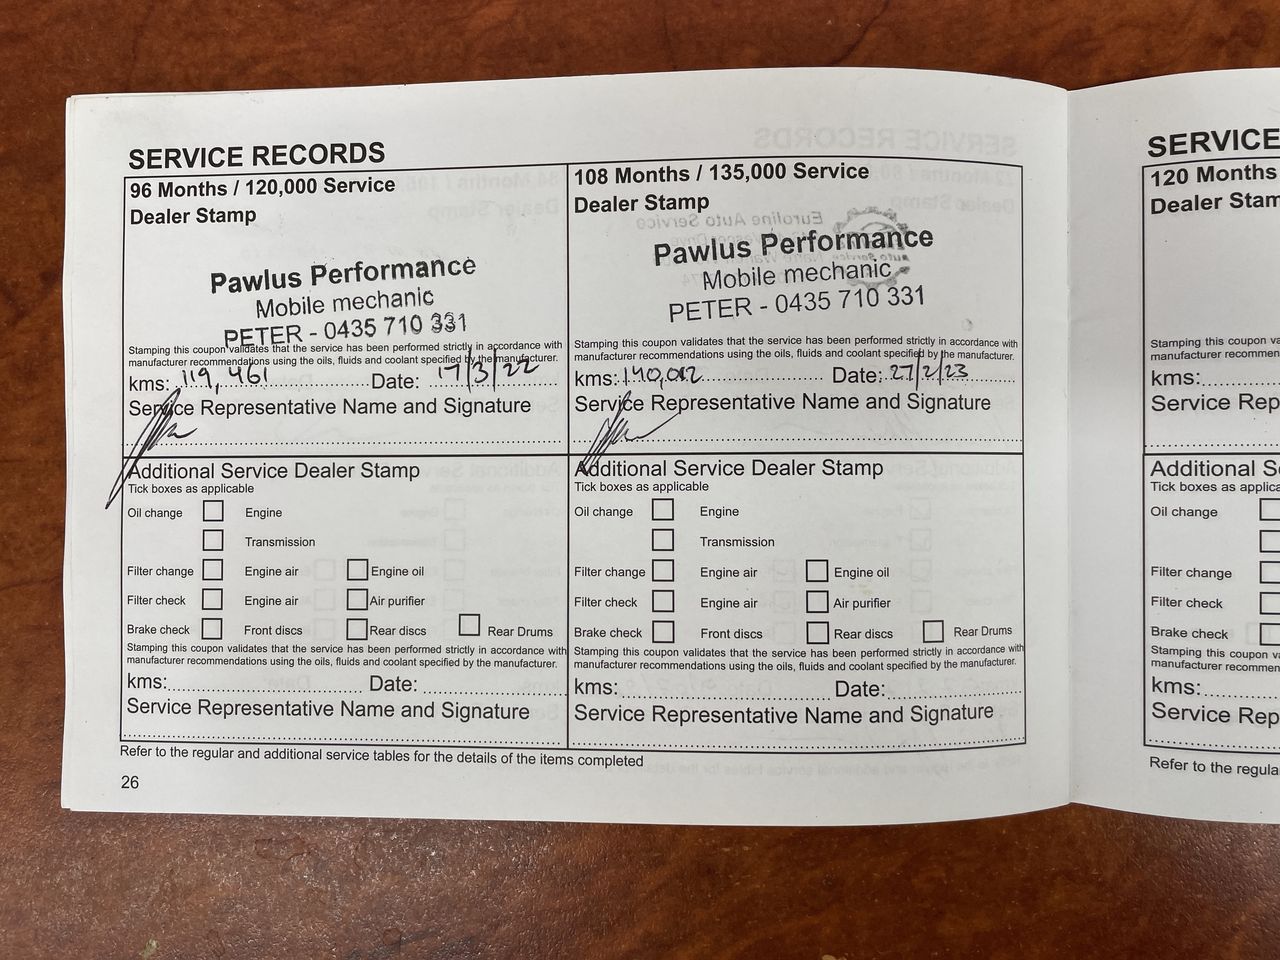 SERVICE RECORDS
96 Months / 120,000 Service
Dealer Stamp
Pawlus Performance
Mobile mechanic
PETER - 0435 710 331
Stamping this coupon validates that the service has been performed strictly in accordance with
manufacturer recommendations using the oils, fluids and coolant specified by the manufacturer.
kms: 119,461 Date: 17/3/22
Service Representative Name and Signature
Additional Service Dealer Stamp
Tick boxes as applicable
Oil change Engine
Transmission
Filter change Engine air Engine oil
Filter check Engine air Air purifier
Brake check Front discs Rear discs Rear Drums
Stamping this coupon validates that the service has been performed strictly in accordance with
manufacturer recommendations using the oils, fluids and coolant specified by the manufacturer.
kms: Date:
Service Representative Name and Signature
108 Months / 135,000 Service
Dealer Stamp
Pawlus Performance
Mobile mechanic
PETER - 0435 710 331
Stamping this coupon validates that the service has been performed strictly in accordance with
manufacturer recommendations using the oils, fluids and coolant specified by the manufacturer.
kms: 140,012 Date: 27/2/23
Service Representative Name and Signature
Additional Service Dealer Stamp
Tick boxes as applicable
Oil change Engine
Transmission
Filter change Engine air Engine oil
Filter check Engine air Air purifier
Brake check Front discs Rear discs Rear Drums
Stamping this coupon validates that the service has been performed strictly in accordance with
manufacturer recommendations using the oils, fluids and coolant specified by the manufacturer.
kms: Date:
Service Representative Name and Signature
Refer to the regular and additional service tables for the details of the items completed
26
SERVICE
120 Months
Dealer Stam
Stamping this coupon va
manufacturer recommen
kms:
Service Rep
Additional S
Tick boxes as applica
Oil change
Filter change
Filter check
Brake check
Stamping this coupon va
manufacturer recommen
kms:
Service Rep
Refer to the regula